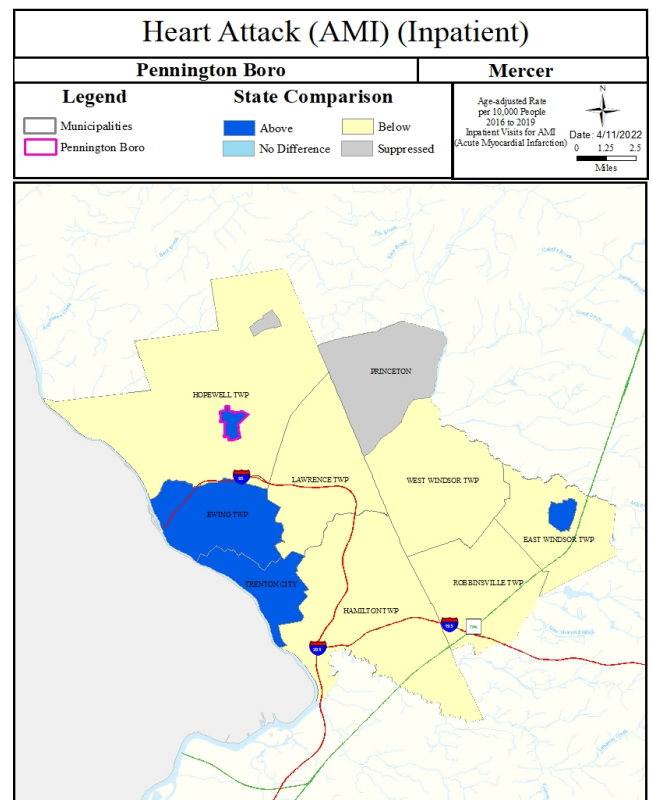 Heart Attack (AMI) (Inpatient)
Pennington Boro
Mercer
Legend
Municipalities
Pennington Boro
State Comparison
Above
Below
No Difference
Suppressed
Age-adjusted Rate
per 10,000 People
2016 to 2019
Inpatient Visits for AMI
(Acute Myocardial Infarction)
N
Date: 4/11/2022
0 1.25 2.5
Miles
PRINCETON
HOPEWELL TWP
LAWRENCE TWP
WEST WINDSOR TWP
EWING TWP
EAST WINDSOR TWP
TRENTON CITY
ROBBINSVILLE TWP
HAMILTON TWP
195